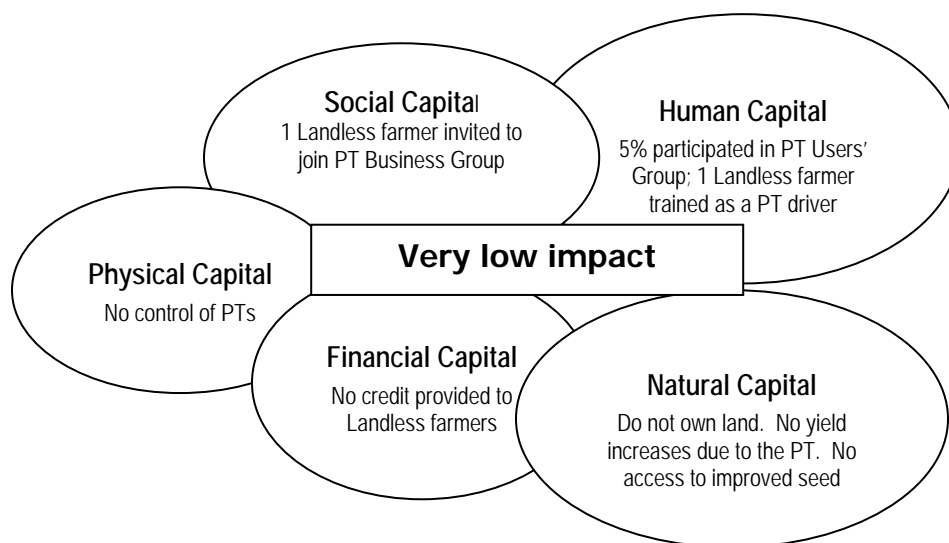 Social Capital
1 Landless farmer invited to
join PT Business Group
Human Capital
5% participated in PT Users'
Group; 1 Landless farmer
trained as a PT driver
Very low impact
Physical Capital
No control of PTs
Financial Capital
No credit provided to
Landless farmers
Natural Capital
Do not own land. No yield
increases due to the PT. No
access to improved seed